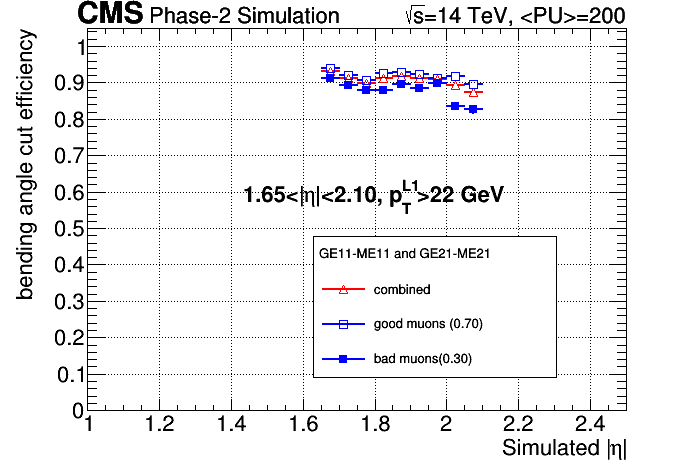 CMS Phase-2 Simulation √s=14 TeV, <PU>=200
bending angle cut efficiency
1
0.9
0.8
0.7
0.6
0.5
0.4
0.3
0.2
0.1
0
1.65<|η|<2.10, p_T^L1>22 GeV
GE11-ME11 and GE21-ME21
combined
good muons (0.70)
bad muons(0.30)
1 1.2 1.4 1.6 1.8 2 2.2 2.4
Simulated |η|